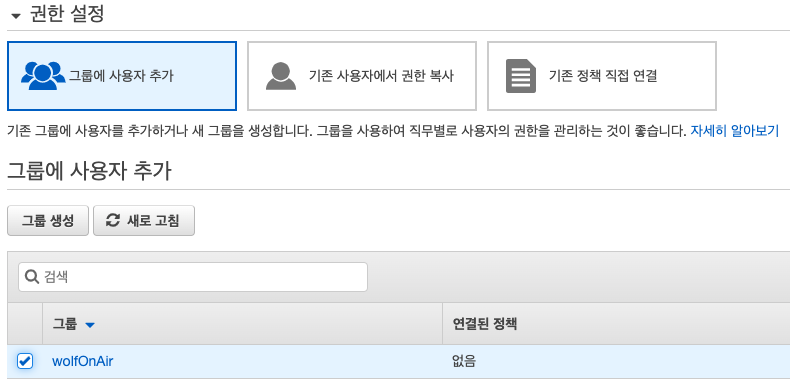 권한 설정
그룹에 사용자 추가
기존 사용자에서 권한 복사
기존 정책 직접 연결
기존 그룹에 사용자를 추가하거나 새 그룹을 생성합니다. 그룹을 사용하여 직무별로 사용자의 권한을 관리하는 것이 좋습니다. 자세히 알아보기
그룹에 사용자 추가
그룹 생성
새로 고침
검색
그룹
연결된 정책
wolfOnAir
없음